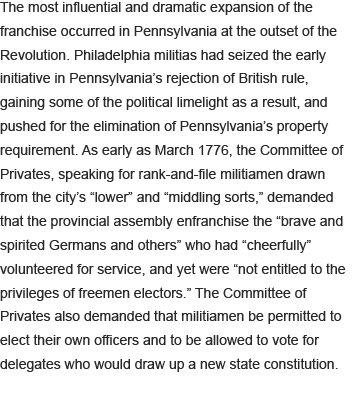 The most influential and dramatic expansion of the
franchise occurred in Pennsylvania at the outset of the
Revolution. Philadelphia militias had seized the early
initiative in Pennsylvania’s rejection of British rule,
gaining some of the political limelight as a result, and
pushed for the elimination of Pennsylvania’s property
requirement. As early as March 1776, the Committee of
Privates, speaking for rank-and-file militiamen drawn
from the city’s “lower” and “middling sorts,” demanded
that the provincial assembly enfranchise the “brave and
spirited Germans and others” who had “cheerfully”
volunteered for service, and yet were “not entitled to the
privileges of freemen electors.” The Committee of
Privates also demanded that militiamen be permitted to
elect their own officers and to be allowed to vote for
delegates who would draw up a new state constitution.